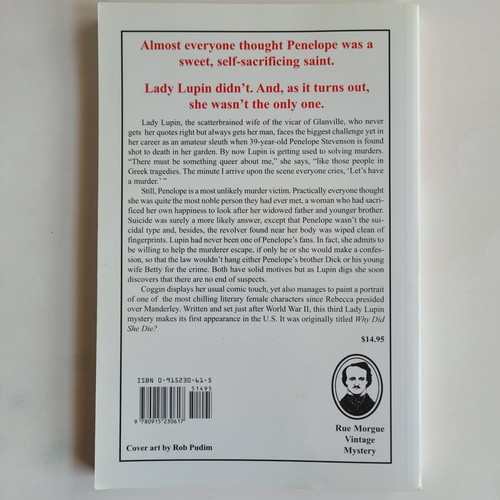 Almost everyone thought Penelope was a
sweet, self-sacrificing saint.
Lady Lupin didn't. And, as it turns out,
she wasn't the only one.
Lady Lupin, the scatterbrained wife of the vicar of Glanville, who never
gets her quotes right but always gets her man, faces the biggest challenge yet in
her career as an amateur sleuth when 39-year-old Penelope Stevenson is found
shot to death in her garden. By now Lupin is getting used to solving murders.
"There must be something queer about me," she says, "like those people in
Greek tragedies. The minute I arrive upon the scene everyone cries, 'Let's have
a murder.' "
Still, Penelope is a most unlikely murder victim. Practically everyone thought
she was quite the most noble person they had ever met, a woman who had sacri-
ficed her own happiness to look after her widowed father and younger brother.
Suicide was surely a more likely answer, except that Penelope wasn't the sui-
cidal type and, besides, the revolver found near her body was wiped clean of
fingerprints. Lupin had never been one of Penelope's fans. In fact, she admits to
be willing to help the murderer escape, if only he or she would make a confes-
sion, so that the law wouldn't hang either Penelope's brother Dick or his young
wife Betty for the crime. Both have solid motives but as Lupin digs she soon
discovers that there are no end of suspects.
Coggin displays her usual comic touch, yet also manages to paint a portrait
of one of the most chilling literary female characters since Rebecca presided
over Manderley. Written and set just after World War II, this third Lady Lupin
mystery makes its first appearance in the U.S. It was originally titled Why Did
She Die?
$14.95
ISBN 0-915230-61-5
51495
9 780915 230617
Rue Morgue
Vintage
Mystery
Cover art by Rob Pudim